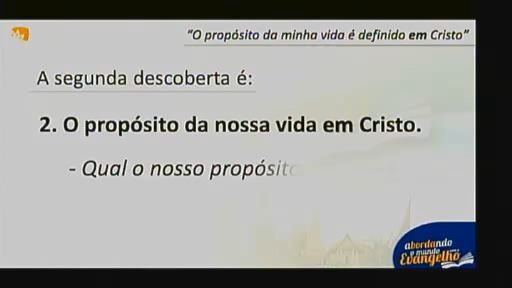 "O propósito da minha vida é definido em Cristo"
A segunda descoberta é:
2. O propósito da nossa vida em Cristo.
- Qual o nosso propósito
abordando
o mundo
Evangelho